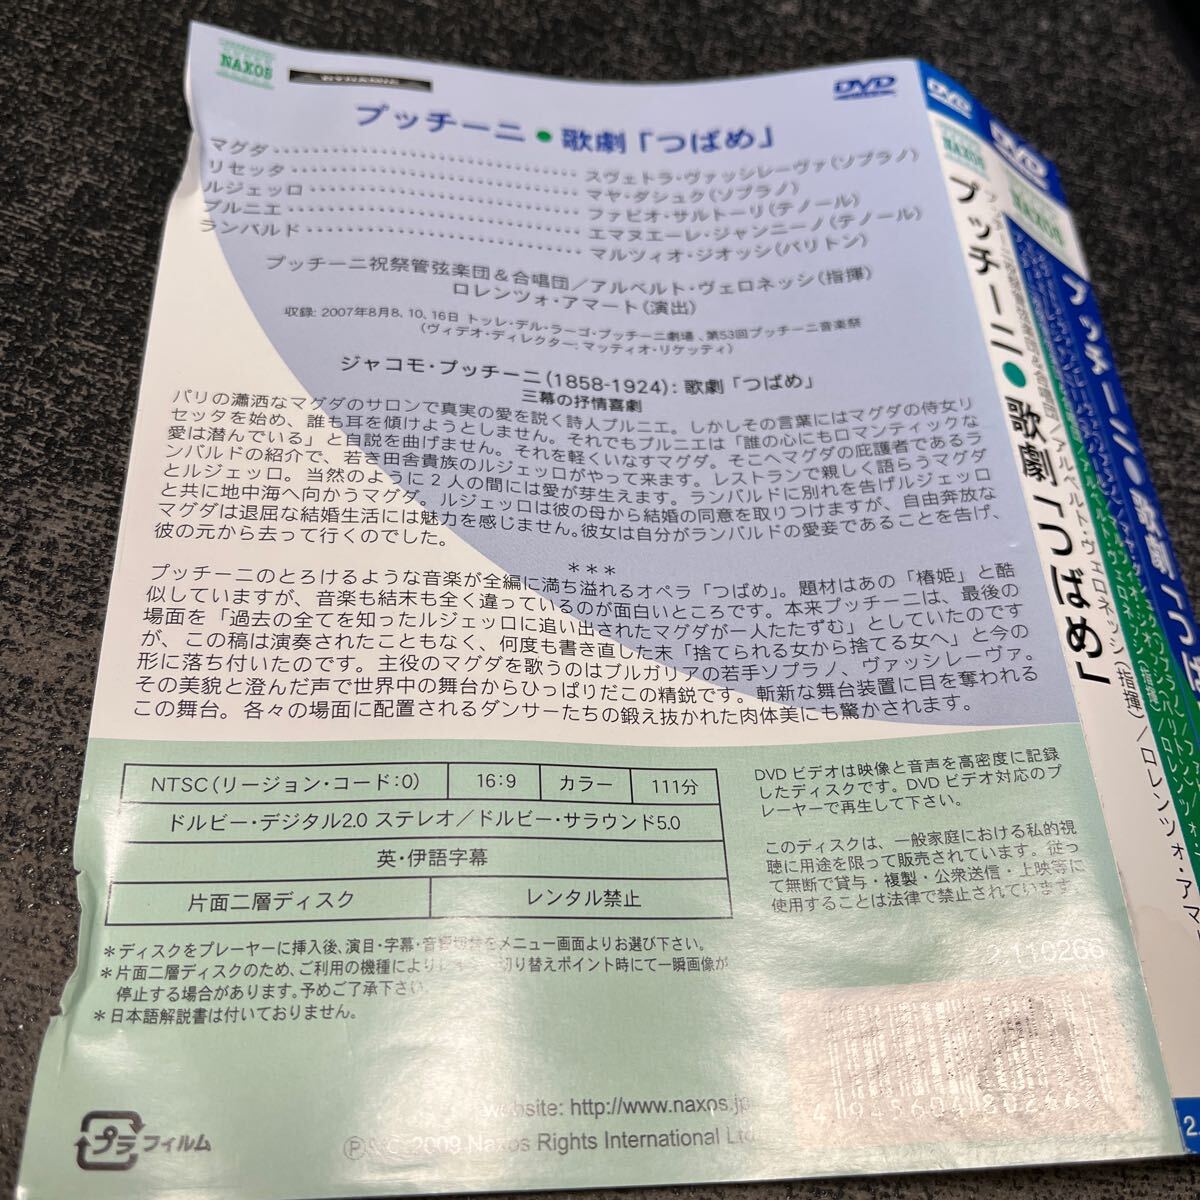 NAXOS
DVD
プッチーニ●歌劇「つばめ」
マグダ スヴェトラ・ヴァッシレーヴァ(ソプラノ)
リセッタ マヤ・ダシュク(ソプラノ)
ルジェッロ ファビオ・サルトーリ(テノール)
プルニエ エマヌエーレ・ジャンニーノ(テノール)
ランバルド マルツィオ・ジオッシ(バリトン)
プッチーニ祝祭管弦楽団&合唱団/アルベルト・ヴェロネッシ(指揮)
ロレンツォ・アマート(演出)
収録: 2007年8月8、10、16日 トッレ・デル・ラーゴ・プッチーニ劇場、第53回プッチーニ音楽祭
(ヴィデオ・ディレクター:マッティオ・リケッティ)
ジャコモ・プッチーニ(1858-1924): 歌劇「つばめ」
三幕の抒情喜劇
パリの瀟洒なマグダのサロンで真実の愛を説く詩人プルニエ。しかしその言葉にはマグダの侍女リ
セッタを始め、誰も耳を傾けようとしません。それでもプルニエは「誰の心にもロマンティックな
愛は潜んでいる」と自説を曲げません。それを軽くいなすマグダ。そこへマグダの庇護者であるラ
ンバルドの紹介で、若き田舎貴族のルジェッロがやって来ます。レストランで親しく語らうマグダ
とルジェッロ。当然のように2人の間には愛が芽生えます。ランバルドに別れを告げルジェッロ
と共に地中海へ向かうマグダ。ルジェッロは彼の母から結婚の同意を取りつけますが、自由奔放な
マグダは退屈な結婚生活には魅力を感じません。彼女は自分がランバルドの愛妾であることを告げ、
彼の元から去って行くのでした。
***
プッチーニのとろけるような音楽が全編に満ち溢れるオペラ「つばめ」。題材はあの「椿姫」と酷
似していますが、音楽も結末も全く違っているのが面白いところです。本来プッチーニは、最後の
場面を「過去の全てを知ったルジェッロに追い出されたマグダが一人たたずむ」としていたのです
が、この稿は演奏されたこともなく、何度も書き直した末「捨てられる女から捨てる女へ」と今の
形に落ち付いたのです。主役のマグダを歌うのはブルガリアの若手ソプラノ、ヴァッシレーヴァ。
その美貌と澄んだ声で世界中の舞台からひっぱりだこの精鋭です。斬新な舞台装置に目を奪われる
この舞台。各々の場面に配置されるダンサーたちの鍛え抜かれた肉体美にも驚かされます。
NTSC(リージョン・コード:0) 16:9 カラー 111分
ドルビー・デジタル2.0 ステレオ/ドルビー・サラウンド5.0
英・伊語字幕
片面二層ディスク レンタル禁止
*ディスクをプレーヤーに挿入後、演目・字幕・音声切替をメニュー画面よりお選び下さい。
*片面二層ディスクのため、ご利用の機種によりレイヤー切り替えポイント時にて一瞬画像が
停止する場合があります。予めご了承下さい。
*日本語解説書は付いておりません。
DVD ビデオは映像と音声を高密度に記録
したディスクです。DVD ビデオ対応のプ
レーヤーで再生して下さい。
このディスクは、一般家庭における私的視
聴に用途を限って販売されています。従っ
て無断で貸与・複製・公衆送信・上映等に
使用することは法律で禁止されています。
2.110266
4 945604 802666
website: http://www.naxos.jp
2009 Naxos Rights International Ltd
プラ フィルム
DVD
NAXOS
プッチーニ●歌劇「つばめ」
DVD
NAXOS